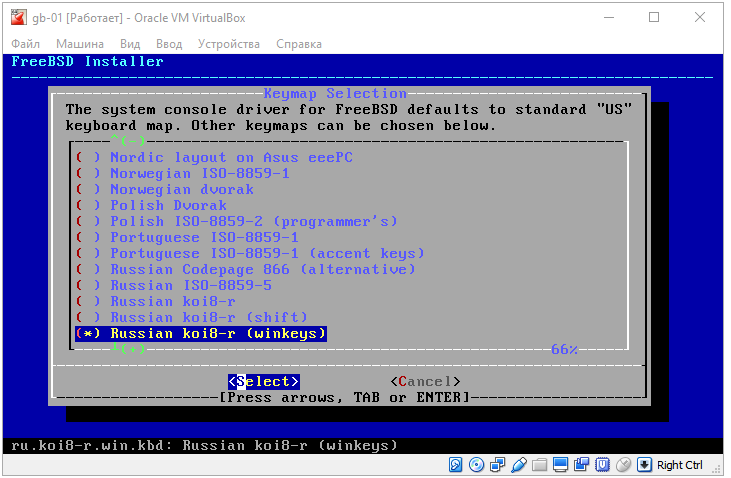 gb-01 [Работает] - Oracle VM VirtualBox
Файл Машина Вид Ввод Устройства Справка
FreeBSD Installer
Keymap Selection
The system console driver for FreeBSD defaults to standard "US"
keyboard map. Other keymaps can be chosen below.
^(-)
( ) Nordic layout on Asus eeePC
( ) Norwegian ISO-8859-1
( ) Norwegian dvorak
( ) Polish Dvorak
( ) Polish ISO-8859-2 (programmer's)
( ) Portuguese ISO-8859-1
( ) Portuguese ISO-8859-1 (accent keys)
( ) Russian Codepage 866 (alternative)
( ) Russian ISO-8859-5
( ) Russian koi8-r
( ) Russian koi8-r (shift)
(*) Russian koi8-r (winkeys)
^(+) 66%
<Select> <Cancel>
[Press arrows, TAB or ENTER]
ru.koi8-r.win.kbd: Russian koi8-r (winkeys)
Right Ctrl